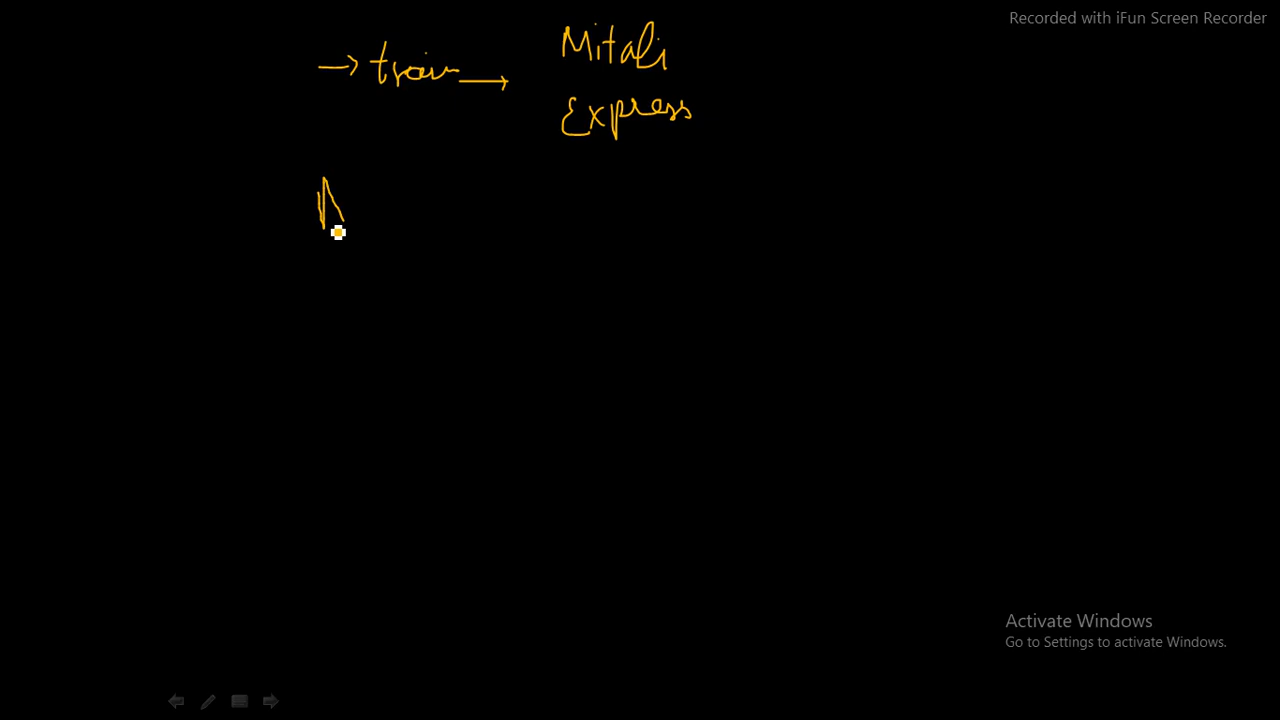 Recorded with iFun Screen Recorder
→ train → Mitali
Express
Activate Windows
Go to Settings to activate Windows.